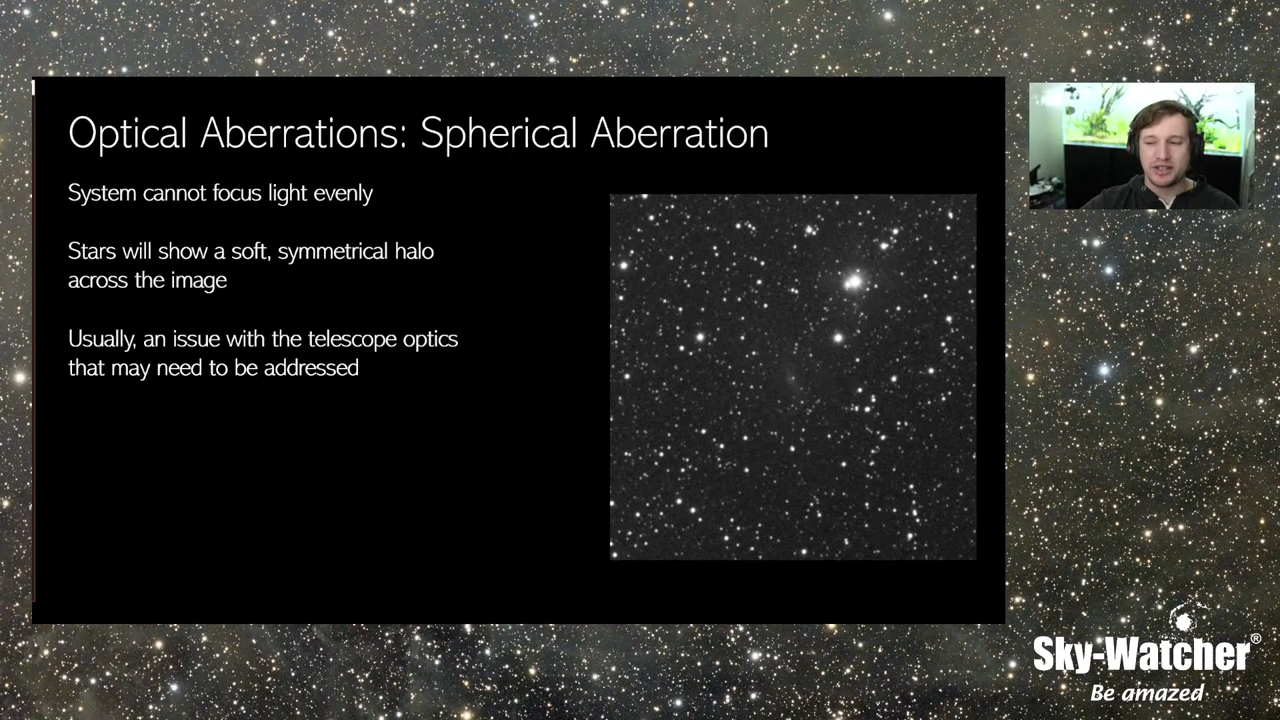 Optical Aberrations: Spherical Aberration
System cannot focus light evenly
Stars will show a soft, symmetrical halo
across the image
Usually, an issue with the telescope optics
that may need to be addressed
Sky-Watcher®
Be amazed